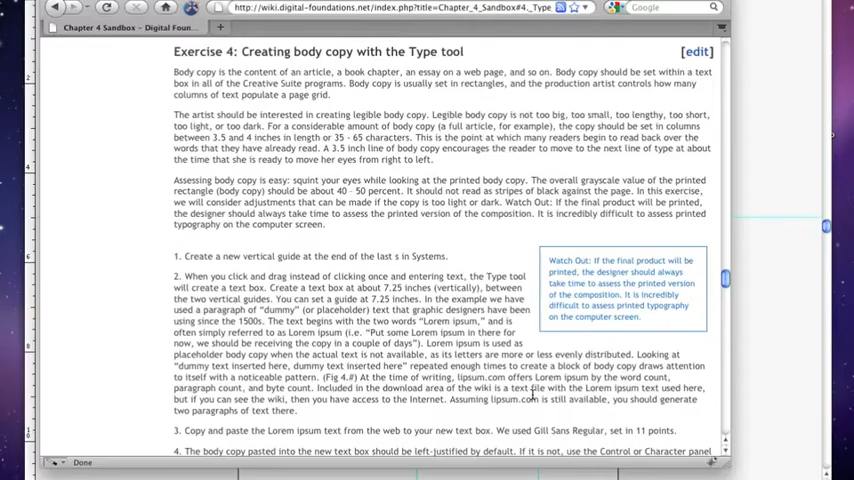 http://wiki.digital-foundations.net/index.php?title=Chapter_4_Sandbox#4._Type
Google
Chapter 4 Sandbox – Digital Foun...
Exercise 4: Creating body copy with the Type tool
[edit]
Body copy is the content of an article, a book chapter, an essay on a web page, and so on. Body copy should be set within a text
box in all of the Creative Suite programs. Body copy is usually set in rectangles, and the production artist controls how many
columns of text populate a page grid.
The artist should be interested in creating legible body copy. Legible body copy is not too big, too small, too lengthy, too short,
too light, or too dark. For a considerable amount of body copy (a full article, for example), the copy should be set in columns
between 3.5 and 4 inches in length or 35 - 65 characters. This is the point at which many readers begin to read back over the
words that they have already read. A 3.5 inch line of body copy encourages the reader to move to the next line of type at about
the time that she is ready to move her eyes from right to left.
Assessing body copy is easy: squint your eyes while looking at the printed body copy. The overall grayscale value of the printed
rectangle (body copy) should be about 40 - 50 percent. It should not read as stripes of black against the page. In this exercise,
we will consider adjustments that can be made if the copy is too light or dark. Watch Out: If the final product will be printed,
the designer should always take time to assess the printed version of the composition. It is incredibly difficult to assess printed
typography on the computer screen.
1. Create a new vertical guide at the end of the last s in Systems.
Watch Out: If the final product will be
printed, the designer should always
take time to assess the printed version
of the composition. It is incredibly
difficult to assess printed typography
on the computer screen.
2. When you click and drag instead of clicking once and entering text, the Type tool
will create a text box. Create a text box at about 7.25 inches (vertically), between
the two vertical guides. You can set a guide at 7.25 inches. In the example we have
used a paragraph of "dummy" (or placeholder) text that graphic designers have been
using since the 1500s. The text begins with the two words "Lorem ipsum," and is
often simply referred to as Lorem ipsum (i.e. "Put some Lorem ipsum in there for
now, we should be receiving the copy in a couple of days"). Lorem ipsum is used as
placeholder body copy when the actual text is not available, as its letters are more or less evenly distributed. Looking at
"dummy text inserted here, dummy text inserted here" repeated enough times to create a block of body copy draws attention
to itself with a noticeable pattern. (Fig 4.#) At the time of writing, lipsum.com offers Lorem ipsum by the word count,
paragraph count, and byte count. Included in the download area of the wiki is a text file with the Lorem ipsum text used here,
but if you can see the wiki, then you have access to the Internet. Assuming lipsum.com is still available, you should generate
two paragraphs of text there.
3. Copy and paste the Lorem ipsum text from the web to your new text box. We used Gill Sans Regular, set in 11 points.
4. The body copy pasted into the new text box should be left-justified by default. If it is not, use the Control or Character panel
Done